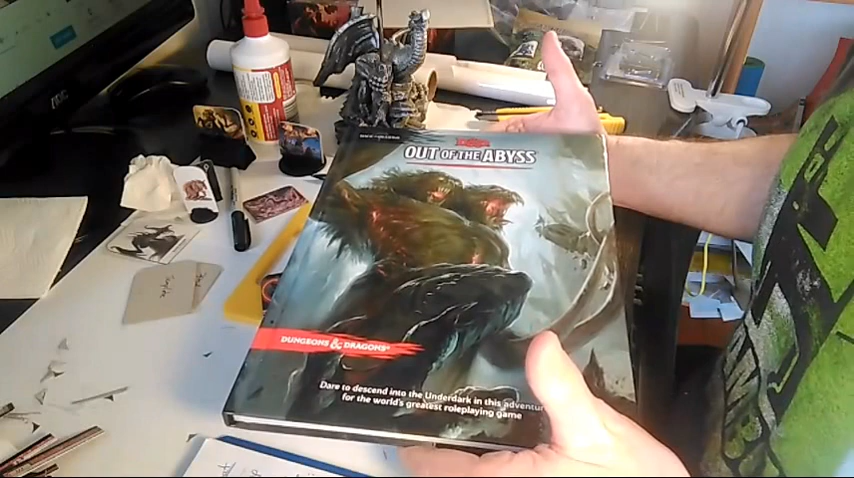 OUT OF THE ABYSS
DUNGEONS & DRAGONS®
Dare to descend into the Underdark in this adventur
for the world's greatest roleplaying game